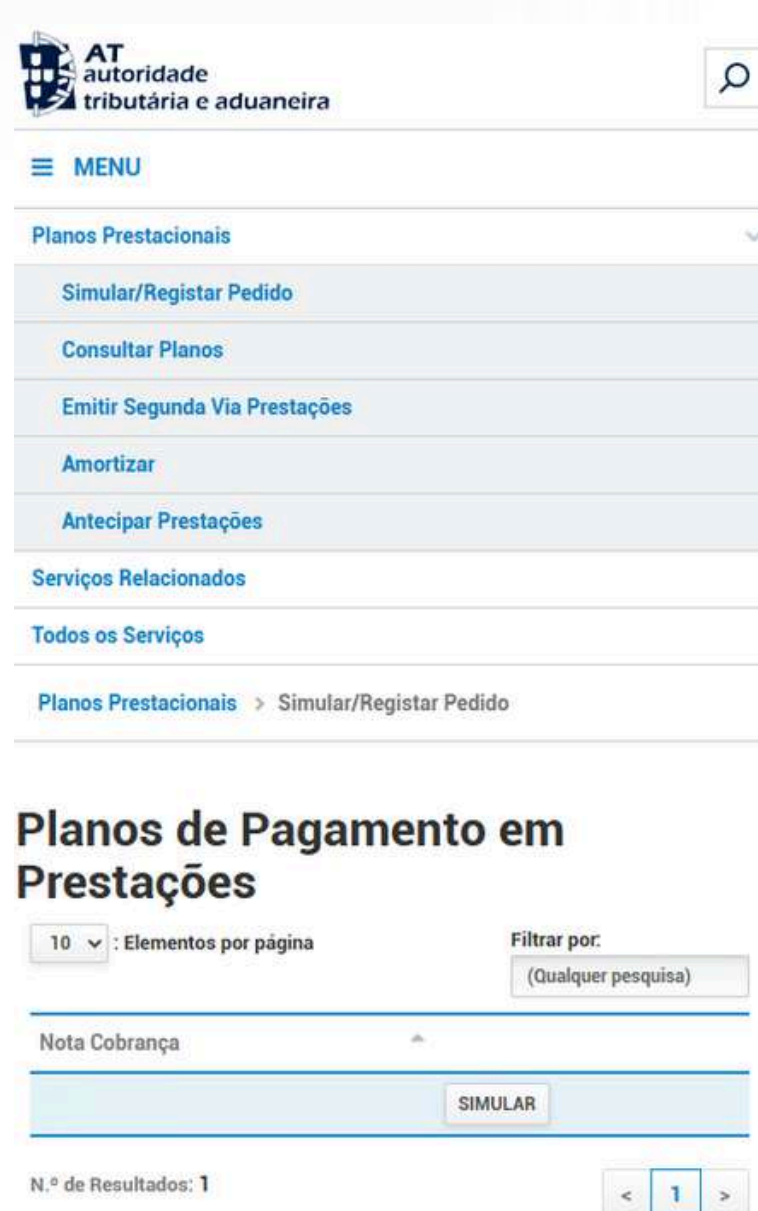 AT
autoridade
tributária e aduaneira
MENU
Planos Prestacionais
Simular/Registar Pedido
Consultar Planos
Emitir Segunda Via Prestações
Amortizar
Antecipar Prestações
Serviços Relacionados
Todos os Serviços
Planos Prestacionais > Simular/Registar Pedido
Planos de Pagamento em
Prestações
10 : Elementos por página
Filtrar por:
(Qualquer pesquisa)
Nota Cobrança
SIMULAR
N.º de Resultados: 1
< 1 >